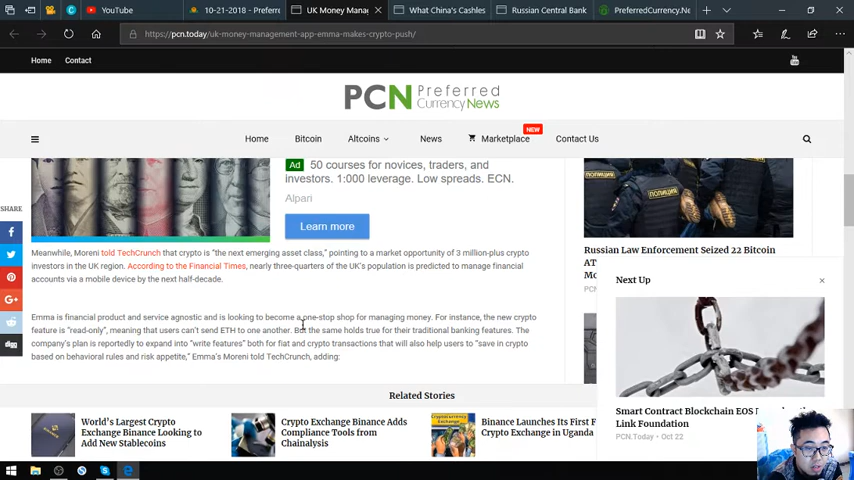 YouTube
10-21-2018 - Preferre
UK Money Manag
What China's Cashles
Russian Central Bank
PreferredCurrency.Ne
https://pcn.today/uk-money-management-app-emma-makes-crypto-push/
Home
Contact
PCN Preferred
Currency News
NEW
Home
Bitcoin
Altcoins
News
Marketplace
Contact Us
SHARE
Ad 50 courses for novices, traders, and
investors. 1:000 leverage. Low spreads. ECN.
Alpari
Learn more
Meanwhile, Moreni told TechCrunch that crypto is "the next emerging asset class," pointing to a market opportunity of 3 million-plus crypto
investors in the UK region. According to the Financial Times, nearly three-quarters of the UK's population is predicted to manage financial
accounts via a mobile device by the next half-decade.
Emma is financial product and service agnostic and is looking to become a one-stop shop for managing money. For instance, the new crypto
feature is "read-only", meaning that users can't send ETH to one another. But the same holds true for their traditional banking features. The
company's plan is reportedly to expand into "write features" both for fiat and crypto transactions that will also help users to "save in crypto
based on behavioral rules and risk appetite," Emma's Moreni told TechCrunch, adding:
ПОЛИЦИЯ
ПОЛИЦИЯ
Russian Law Enforcement Seized 22 Bitcoin
Next Up
Smart Contract Blockchain EOS
Link Foundation
PCN.Today - Oct 22
Related Stories
World's Largest Crypto
Exchange Binance Looking to
Add New Stablecoins
Crypto Exchange Binance Adds
Compliance Tools from
Chainalysis
Binance Launches Its First F
Crypto Exchange in Uganda